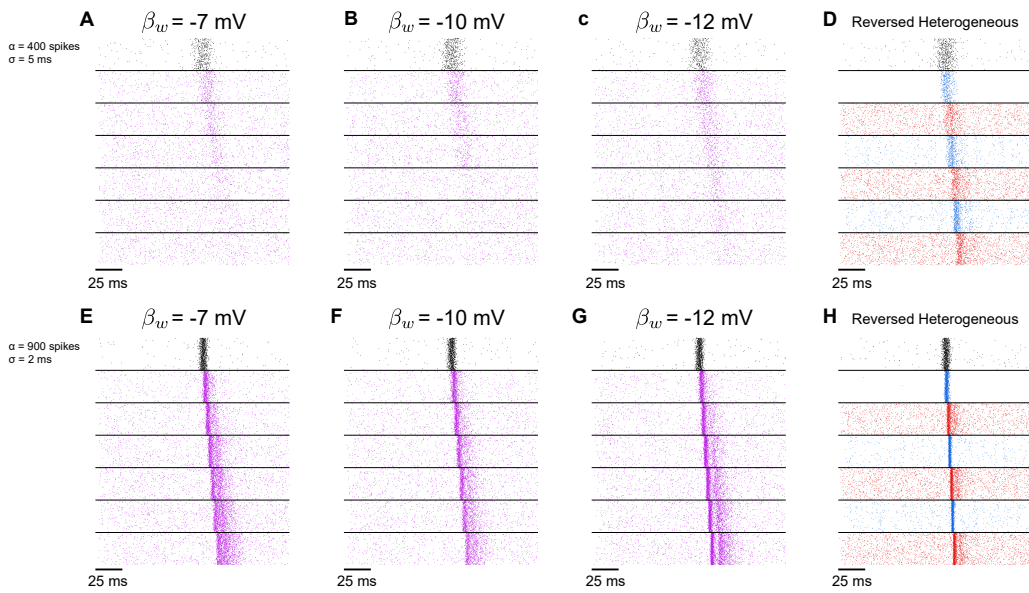 A
β_w = -7 mV
B
β_w = -10 mV
c
β_w = -12 mV
D
Reversed Heterogeneous
α = 400 spikes
σ = 5 ms
25 ms
25 ms
25 ms
25 ms
E
β_w = -7 mV
F
β_w = -10 mV
G
β_w = -12 mV
H
Reversed Heterogeneous
α = 900 spikes
σ = 2 ms
25 ms
25 ms
25 ms
25 ms